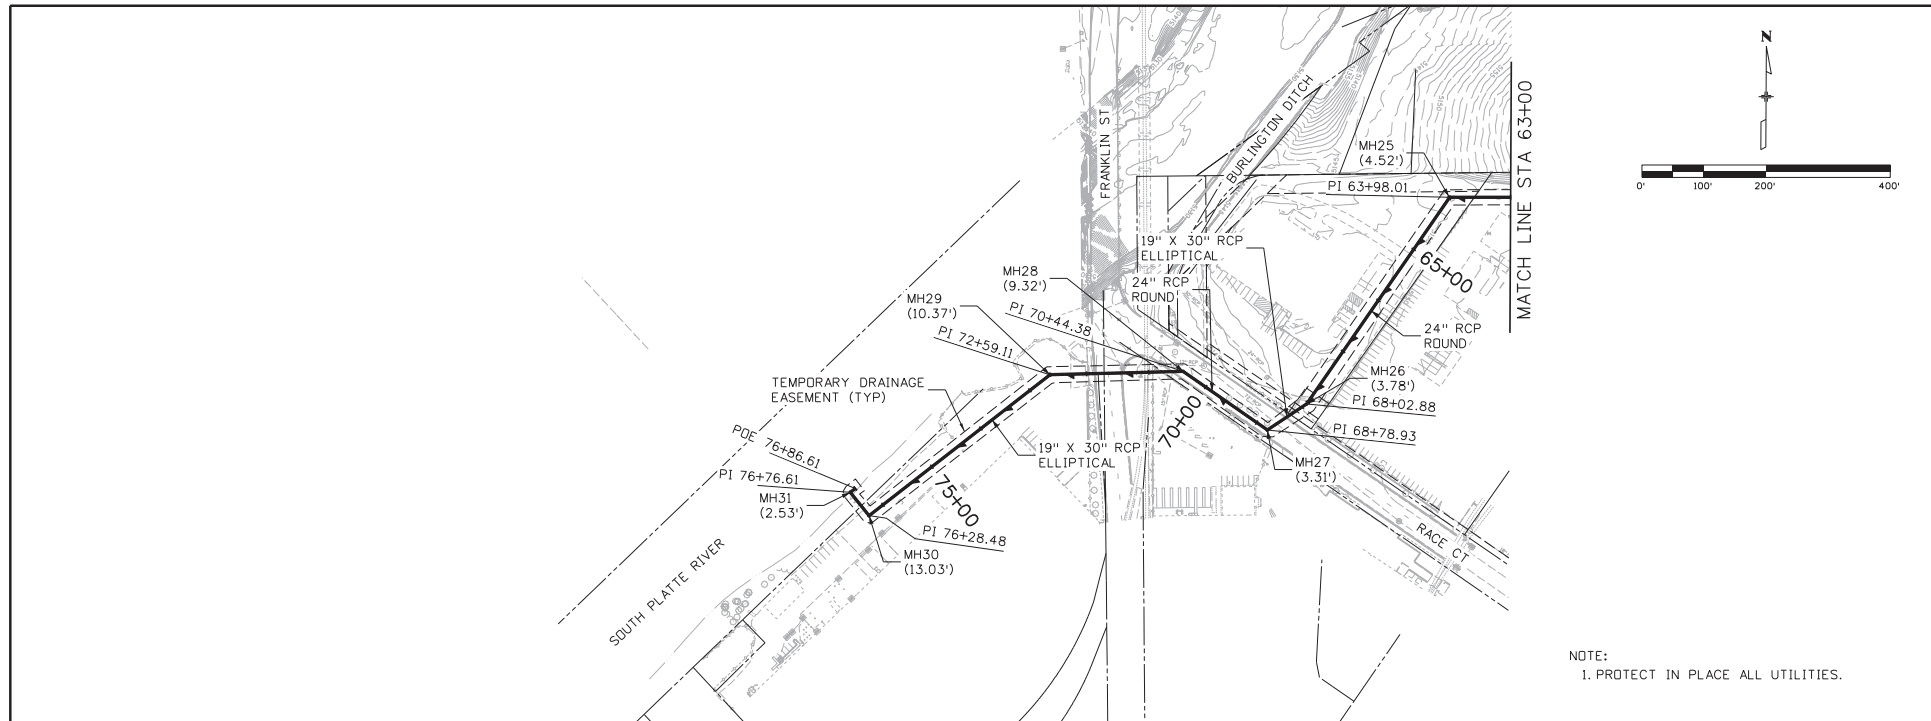 N
0'
100'
200'
400'
MATCH LINE STA 63+00
FRANKLIN ST
BURLINGTON DITCH
MH25
(4.52')
PI 63+98.01
19" X 30" RCP
ELLIPTICAL
24" RCP
ROUND
65+00
MH28
(9.32')
PI 70+44.38
MH29
(10.37')
PI 72+59.11
24" RCP
ROUND
MH26
(3.78')
PI 68+02.88
PI 68+78.93
TEMPORARY DRAINAGE
EASEMENT (TYP)
70+00
POE 76+86.61
PI 76+76.61
MH31
(2.53')
19" X 30" RCP
ELLIPTICAL
MH27
(3.31')
75+00
PI 76+28.48
MH30
(13.03')
RACE CT
SOUTH PLATTE RIVER
NOTE:
1. PROTECT IN PLACE ALL UTILITIES.